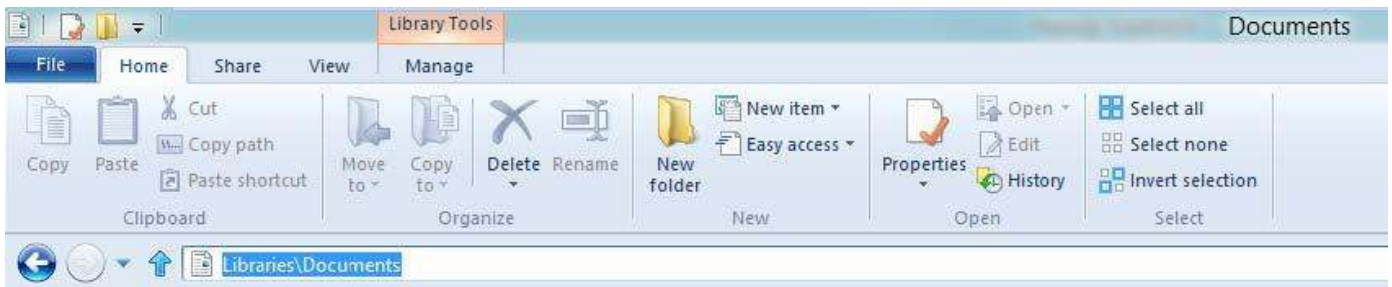 Library Tools
Documents
File
Home
Share
View
Manage
Copy
Paste
Cut
Copy path
Paste shortcut
Clipboard
Move to
Copy to
Delete
Rename
Organize
New folder
New item
Easy access
New
Properties
Open
Edit
History
Open
Select all
Select none
Invert selection
Select
Libraries\Documents